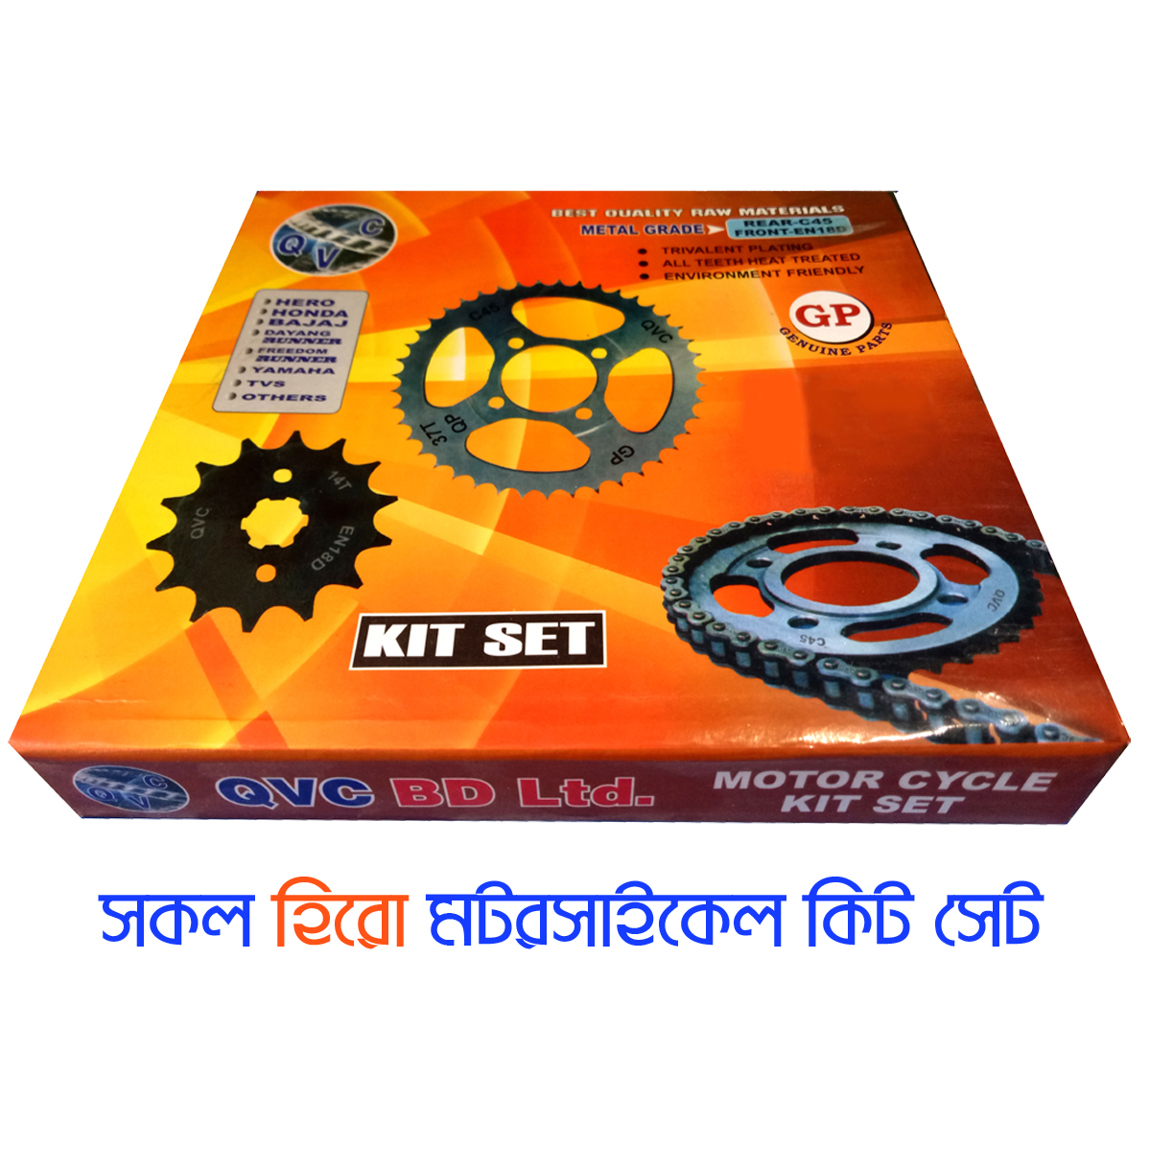 Q V C
BEST QUALITY RAW MATERIALS
METAL GRADE REAR-C45
FRONT-EN18D
TRIVALENT PLATING
ALL TEETH HEAT TREATED
ENVIRONMENT FRIENDLY
GP
GENUINE PARTS
HERO
HONDA
BAJAJ
DAYANG
RUNNER
FREEDOM
RUNNER
YAMAHA
TVS
OTHERS
C45
QVC
37T QP
GP
14T
QVC
EN18D
QVC
C45
KIT SET
Q V C
QVC BD Ltd.
MOTOR CYCLE
KIT SET
সকল হিরো মটরসাইকেল কিট সেট